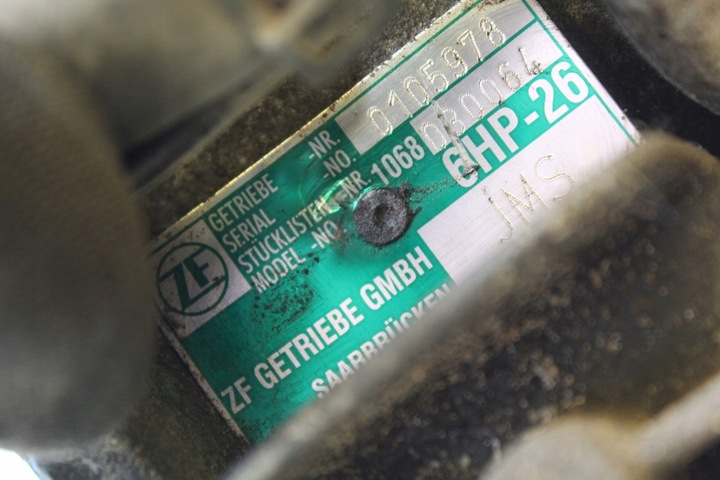 GETRIEBE -NR. 0105978
SERIAL -NO.
STÜCKLISTEN-NR. 1068 030064
MODEL -NO. 6HP-26
JMS
ZF
ZF GETRIEBE GMBH
SAARBRÜCKEN